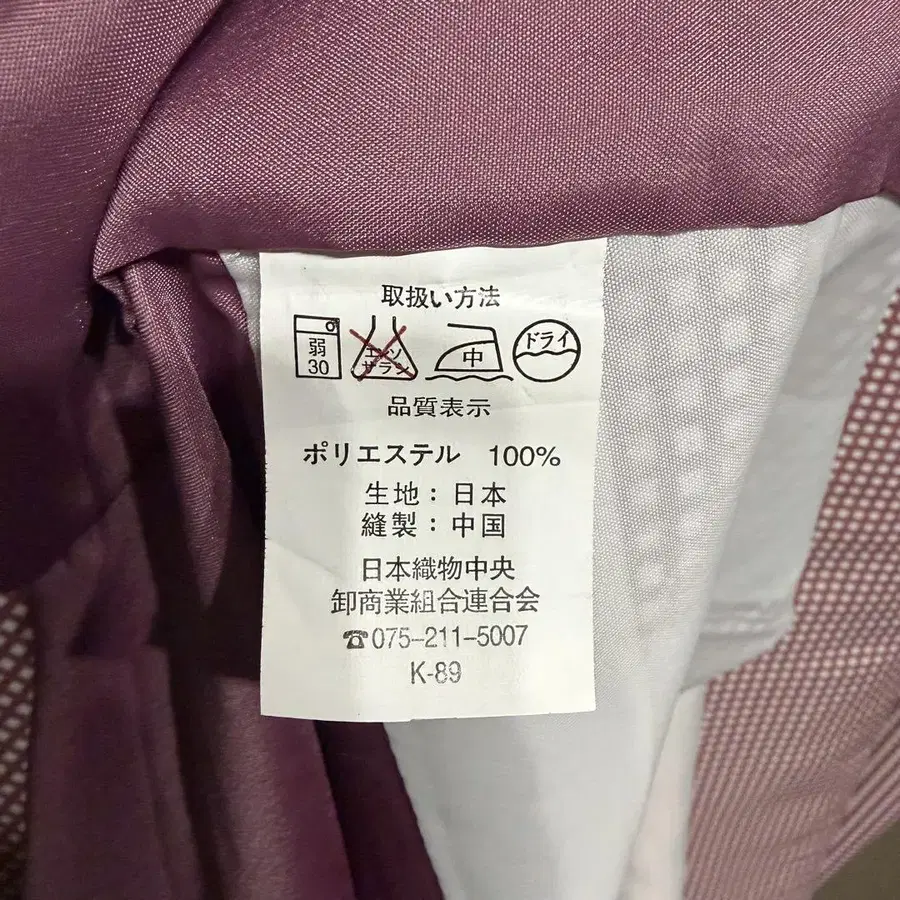 取扱い方法
弱 30
エンソ サラシ
中
ドライ
品質表示
ポリエステル 100%
生地：日本
縫製：中国
日本織物中央
卸商業組合連合会
☎075-211-5007
K-89